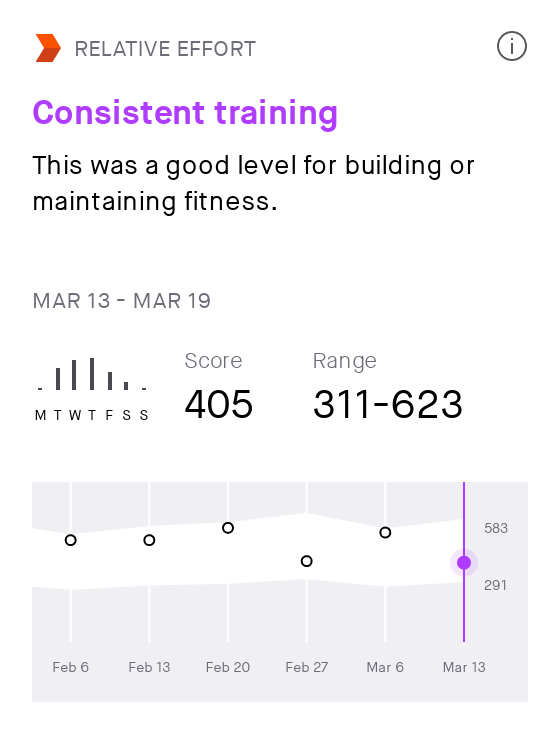 RELATIVE EFFORT
Consistent training
This was a good level for building or
maintaining fitness.
MAR 13 - MAR 19
Score
Range
M T W T F S S
405
311-623
583
291
Feb 6
Feb 13
Feb 20
Feb 27
Mar 6
Mar 13